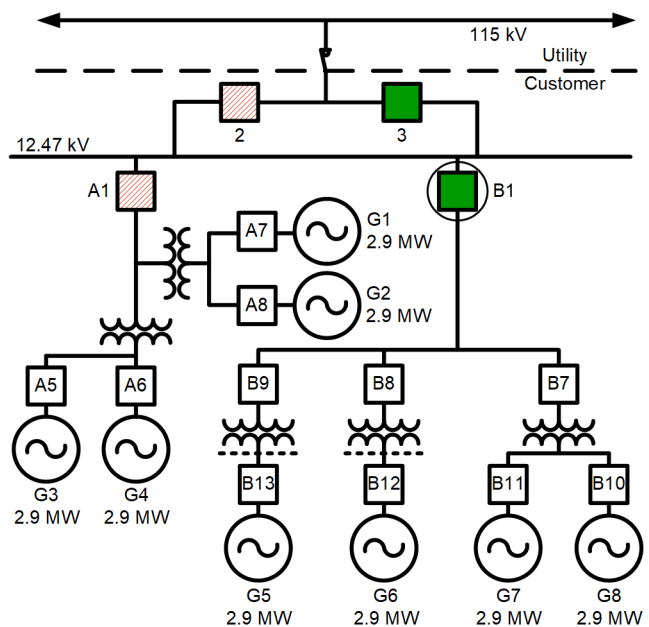 115 kV
Utility
Customer
2
3
12.47 kV
A1
B1
A7
G1
2.9 MW
A8
G2
2.9 MW
A5
A6
B9
B8
B7
G3
2.9 MW
G4
2.9 MW
B13
B12
B11
B10
G5
2.9 MW
G6
2.9 MW
G7
2.9 MW
G8
2.9 MW